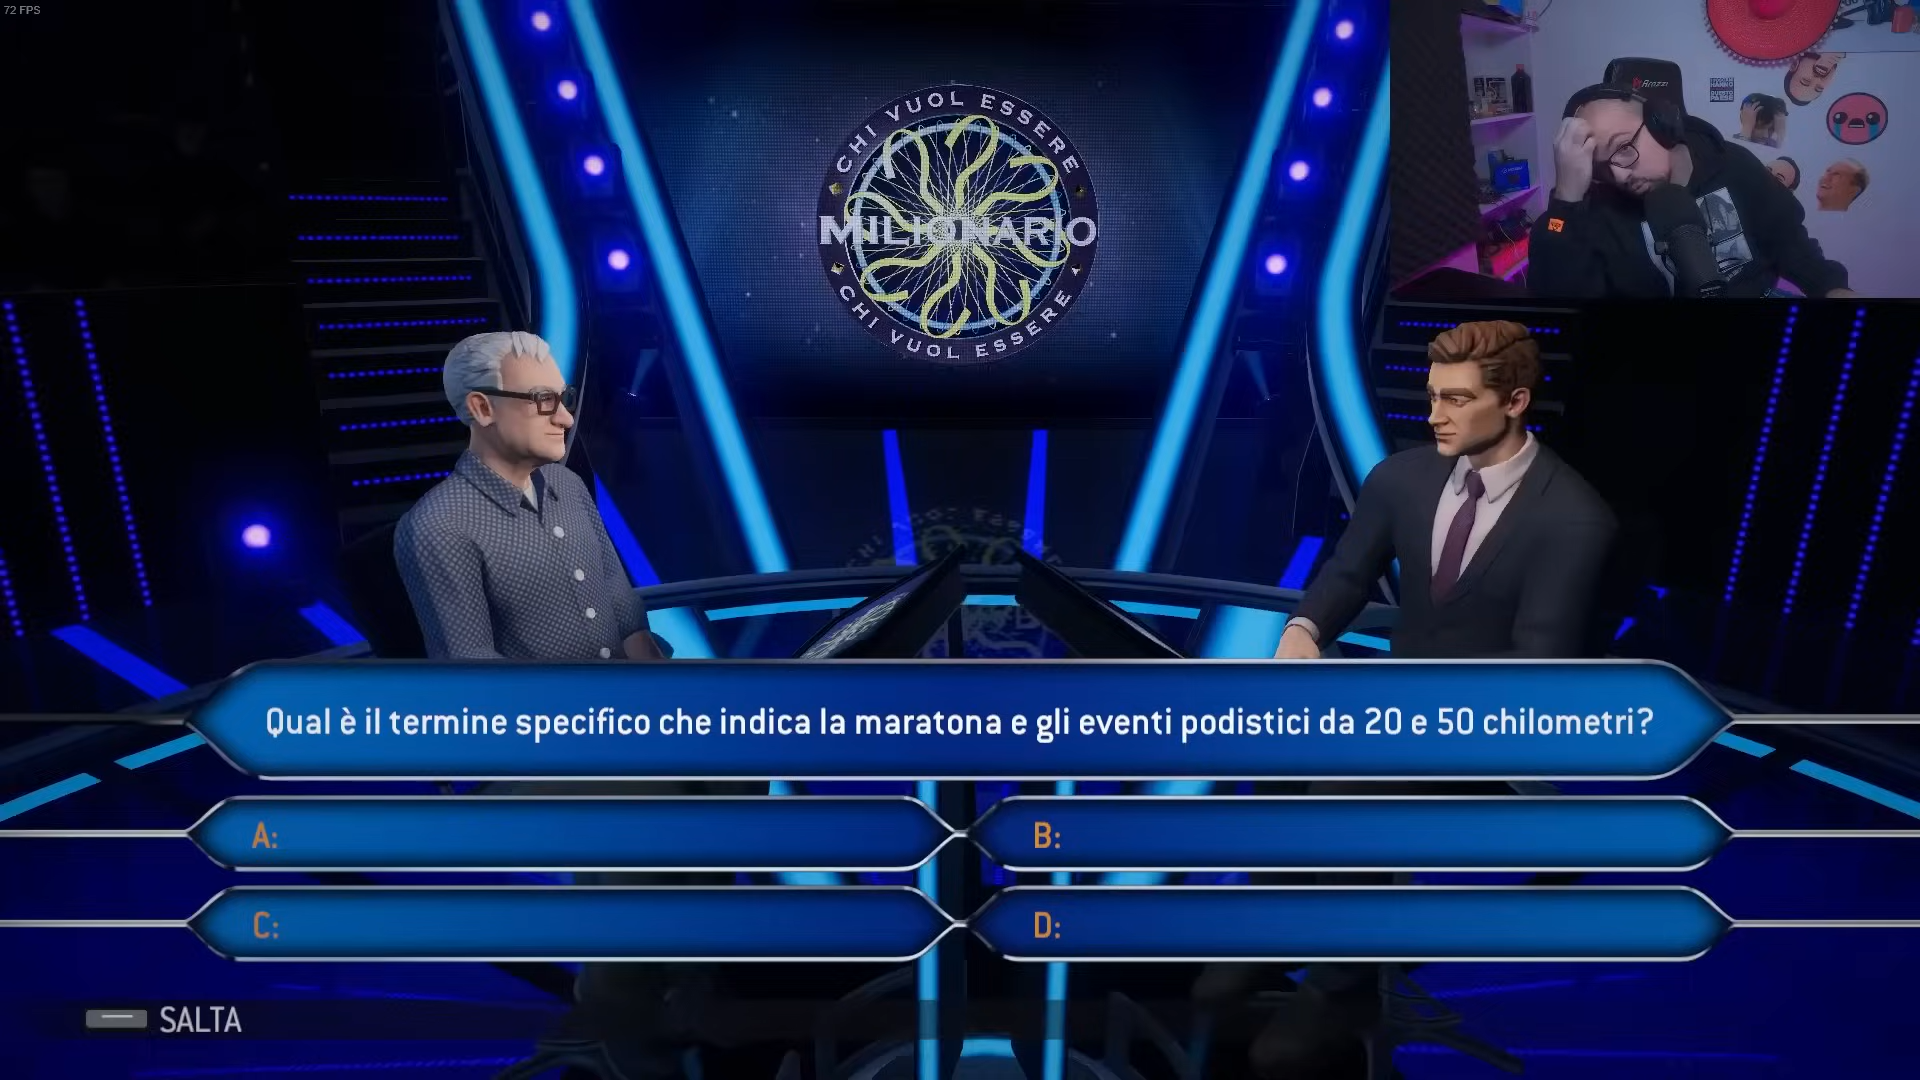 72 FPS
CHI VUOL ESSERE
MILIONARIO
CHI VUOL ESSERE
Arozzi
Qual è il termine specifico che indica la maratona e gli eventi podistici da 20 e 50 chilometri?
A:
B:
C:
D:
SALTA